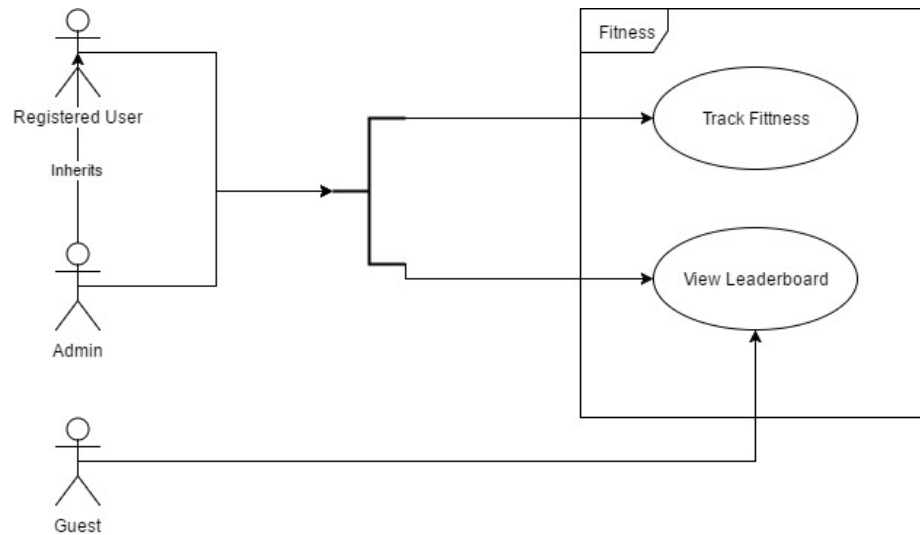 Fitness
Registered User
Track Fittness
Inherits
View Leaderboard
Admin
Guest